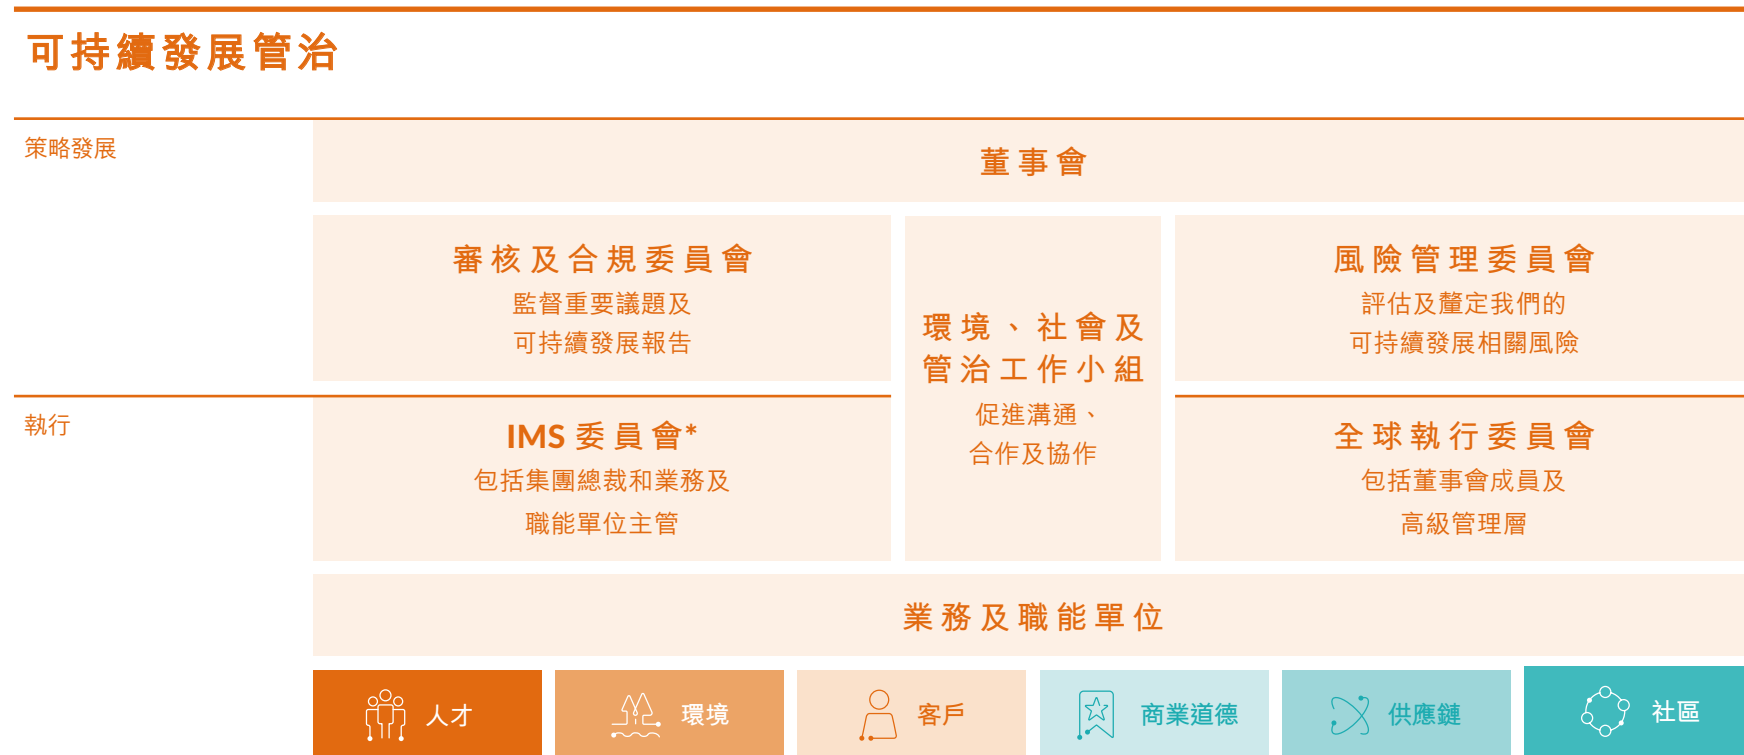 可持續發展管治
策略發展
董事會
審核及合規委員會
監督重要議題及
可持續發展報告
環境、社會及
管治工作小組
促進溝通、
合作及協作
風險管理委員會
評估及釐定我們的
可持續發展相關風險
執行
IMS 委員會*
包括集團總裁和業務及
職能單位主管
全球執行委員會
包括董事會成員及
高級管理層
業務及職能單位
人才
環境
客戶
商業道德
供應鏈
社區